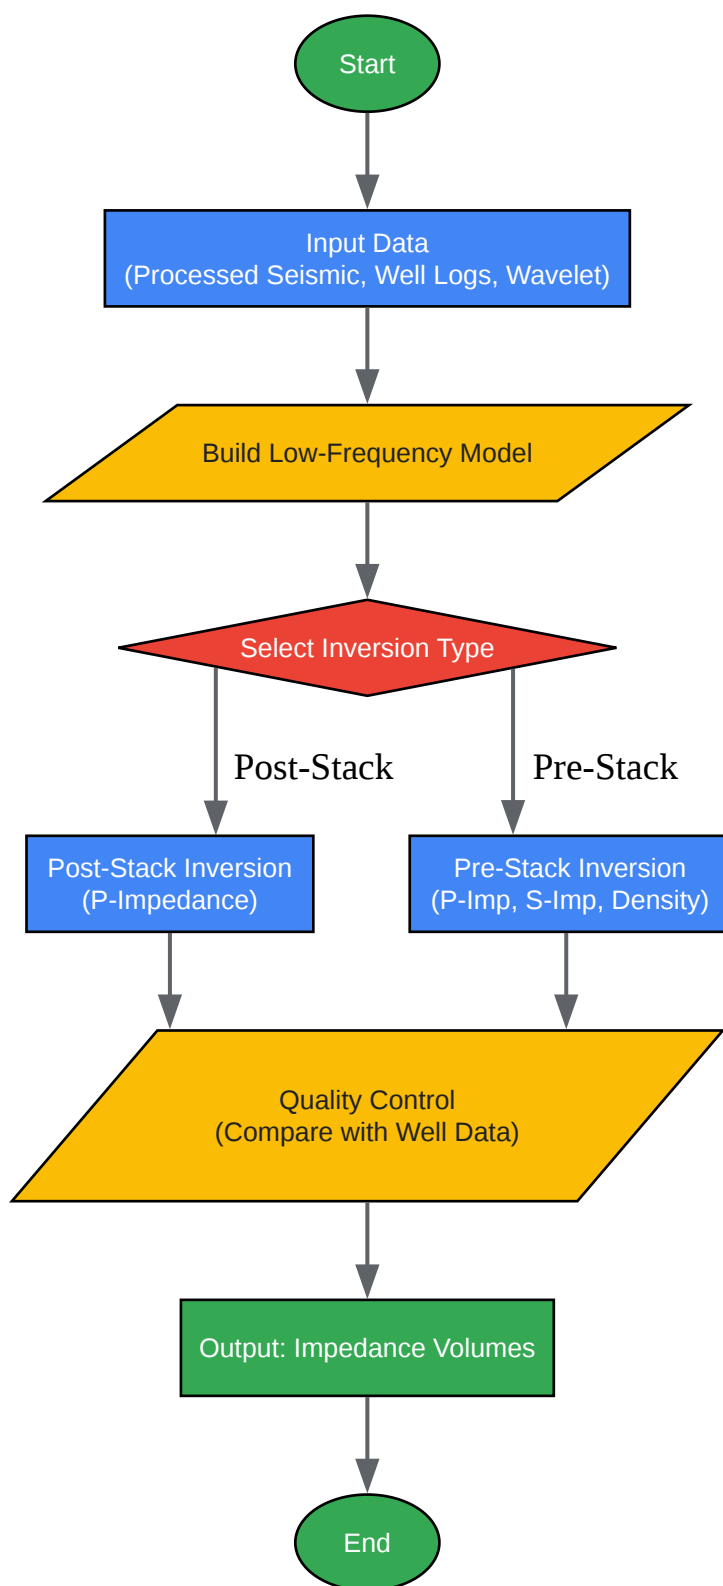 Start
Input Data
(Processed Seismic, Well Logs, Wavelet)
Build Low-Frequency Model
Select Inversion Type
Post-Stack
Pre-Stack
Post-Stack Inversion
(P-Impedance)
Pre-Stack Inversion
(P-Imp, S-Imp, Density)
Quality Control
(Compare with Well Data)
Output: Impedance Volumes
End